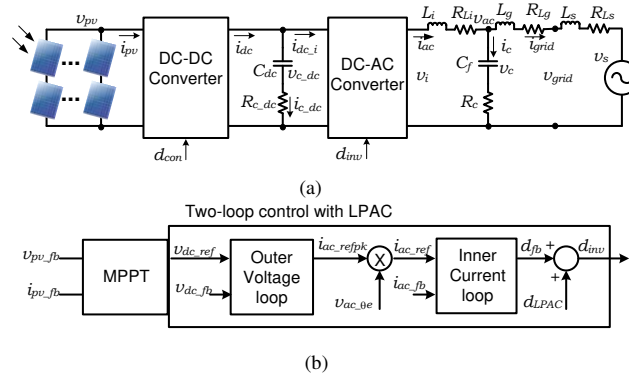 v_pv i_pv
DC-DC
Converter
d_con
i_dc i_dc_i
C_dc v_c_dc
R_c_dc i_c_dc
DC-AC
Converter
d_inv
L_i R_Li v_ac L_g R_Lg L_s R_Ls
i_ac i_c i_grid
v_i C_f v_c v_grid v_s
R_c
(a)
Two-loop control with LPAC
v_pv_fb
i_pv_fb
MPPT
v_dc_ref
v_dc_fb
Outer
Voltage
loop
i_ac_refpk
X
v_ac_θe
i_ac_ref
i_ac_fb
Inner
Current
loop
d_fb + d_inv
+
d_LPAC
(b)